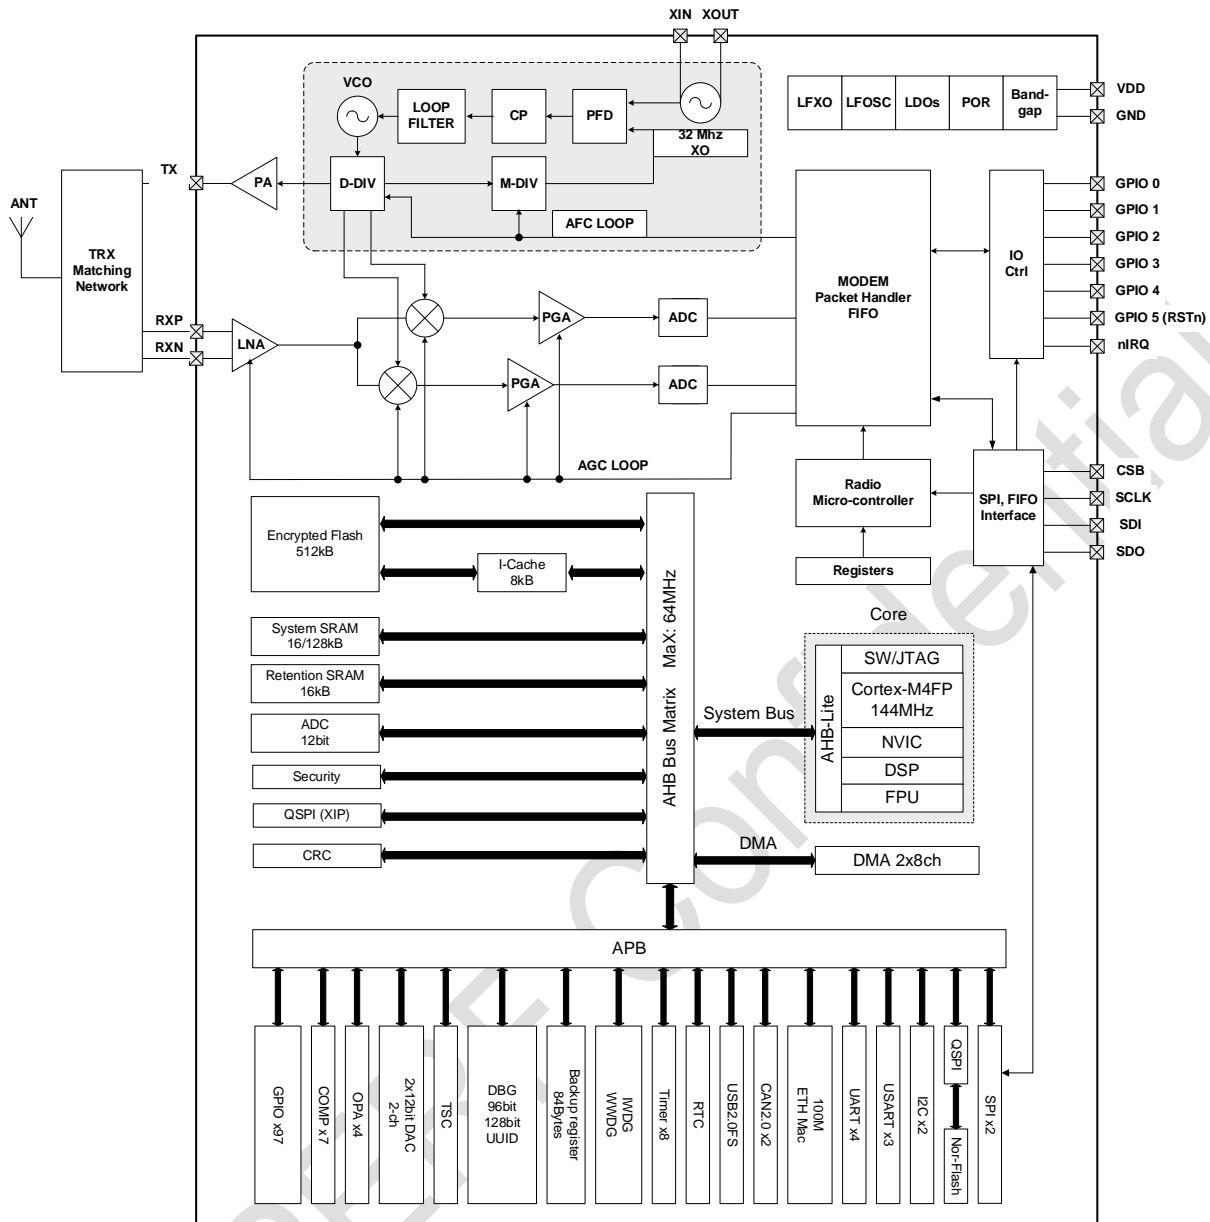 XIN XOUT
VCO
LOOP
FILTER
CP
PFD
32 Mhz
XO
LFXO
LFOSC
LDOs
POR
Band-
gap
VDD
GND
TX
PA
D-DIV
M-DIV
AFC LOOP
ANT
TRX
Matching
Network
MODEM
Packet Handler
FIFO
IO
Ctrl
GPIO 0
GPIO 1
GPIO 2
GPIO 3
GPIO 4
GPIO 5 (RSTn)
nIRQ
RXP
RXN
LNA
PGA
ADC
PGA
ADC
AGC LOOP
Radio
Micro-controller
SPI, FIFO
Interface
CSB
SCLK
SDI
SDO
Registers
Encrypted Flash
512kB
I-Cache
8kB
System SRAM
16/128kB
Retention SRAM
16kB
ADC
12bit
Security
QSPI (XIP)
CRC
AHB Bus Matrix MaX: 64MHz
System Bus
Core
AHB-Lite
SW/JTAG
Cortex-M4FP
144MHz
NVIC
DSP
FPU
DMA
DMA 2x8ch
APB
GPIO x97
COMP x7
OPA x4
2x12bit DAC
2-ch
TSC
DBG
96bit
128bit
UUID
Backup register
84Bytes
IWDG
WWDG
Timer x8
RTC
USB2.0FS
CAN2.0 x2
100M
ETH Mac
UART x4
USART x3
I2C x2
QSPI
Nor-Flash
SPI x2
Confidential